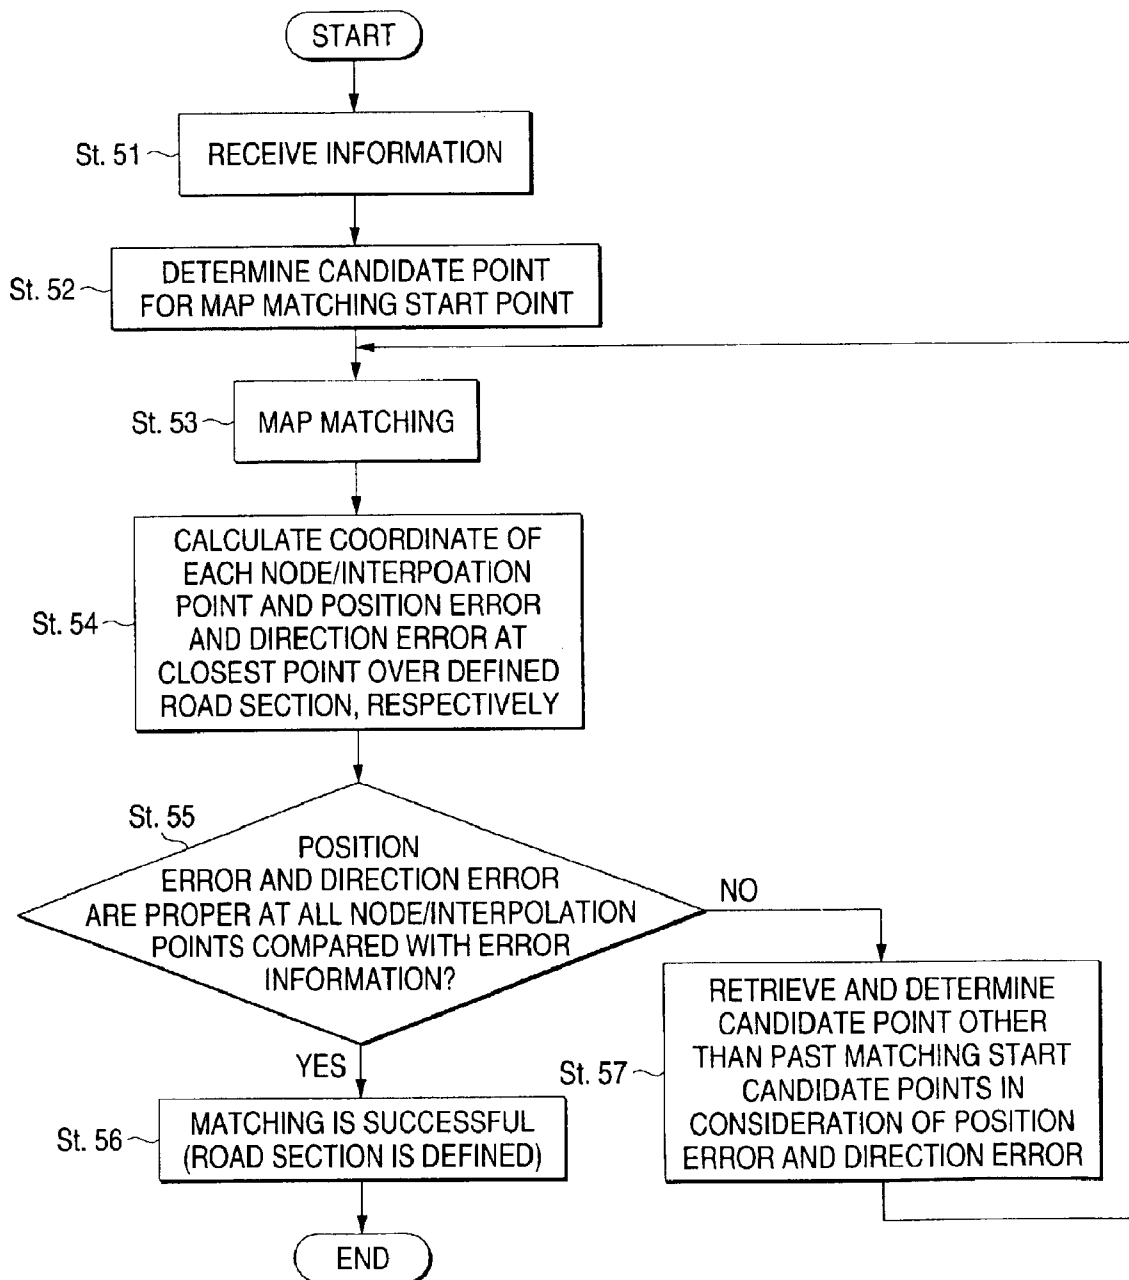 START
St. 51
RECEIVE INFORMATION
St. 52
DETERMINE CANDIDATE POINT
FOR MAP MATCHING START POINT
St. 53
MAP MATCHING
St. 54
CALCULATE COORDINATE OF
EACH NODE/INTERPOATION
POINT AND POSITION ERROR
AND DIRECTION ERROR AT
CLOSEST POINT OVER DEFINED
ROAD SECTION, RESPECTIVELY
St. 55
POSITION
ERROR AND DIRECTION ERROR
ARE PROPER AT ALL NODE/INTERPOLATION
POINTS COMPARED WITH ERROR
INFORMATION?
NO
YES
St. 57
RETRIEVE AND DETERMINE
CANDIDATE POINT OTHER
THAN PAST MATCHING START
CANDIDATE POINTS IN
CONSIDERATION OF POSITION
ERROR AND DIRECTION ERROR
St. 56
MATCHING IS SUCCESSFUL
(ROAD SECTION IS DEFINED)
END